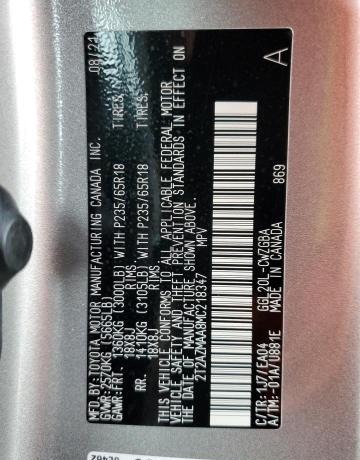 MFD.BY:TOYOTA MOTOR MANUFACTURING CANADA INC. 08/21
GVWR:2570KG (5665LB)
GAWR:FRT. 1360KG (3000LB) WITH P235/65R18 TIRES,
18X8J RIMS
RR. 1410KG (3105LB) WITH P235/65R18 TIRES,
18X8J RIMS
THIS VEHICLE CONFORMS TO ALL APPLICABLE FEDERAL MOTOR
VEHICLE SAFETY AND THEFT PREVENTION STANDARDS IN EFFECT ON
THE DATE OF MANUFACTURE SHOWN ABOVE.
2T2AZMAA8MC218347 MPV
C/TM:1J7/EA04 GGL20L-CWZGBA
A/TM:-01A/U881E MADE IN CANADA 869
A